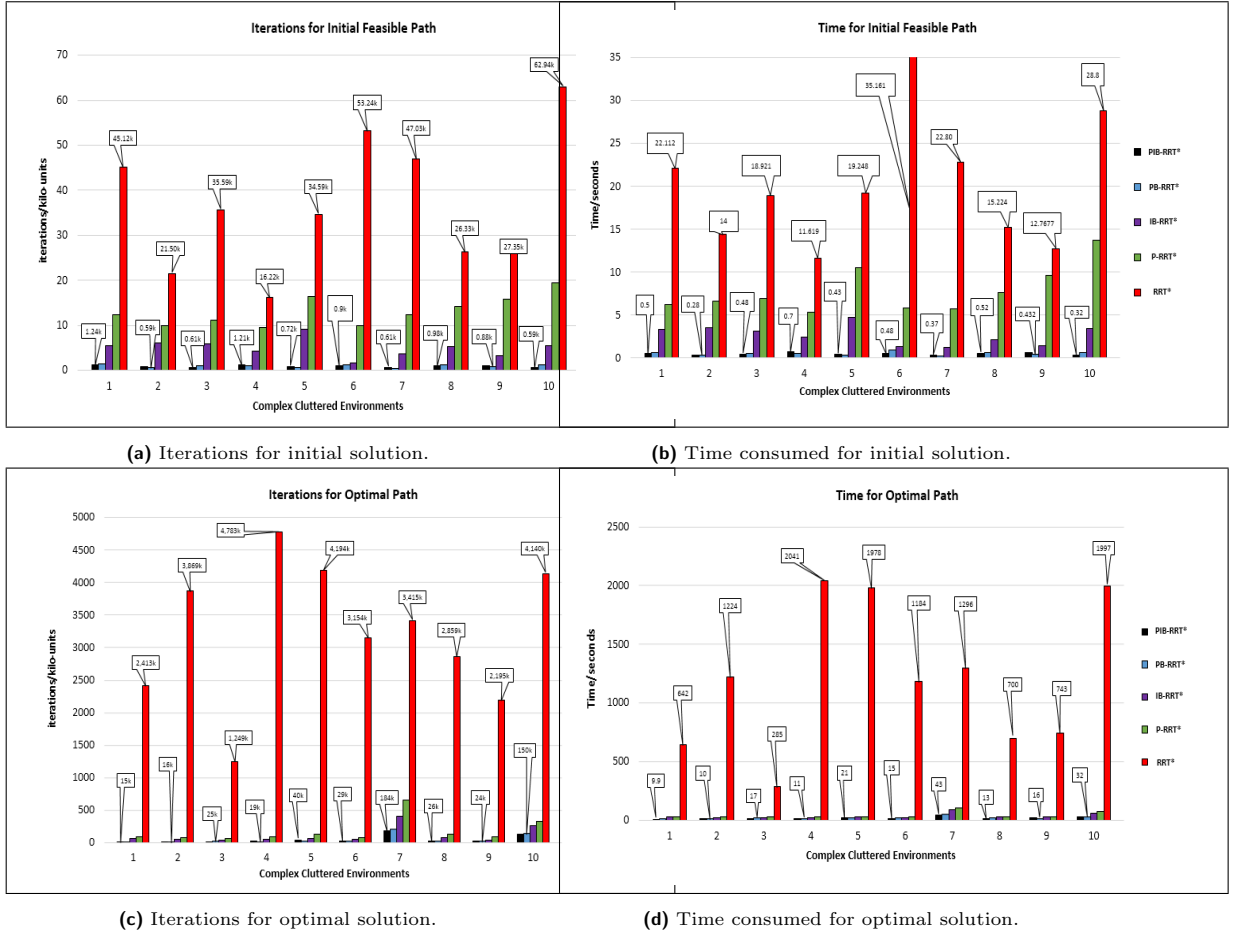 Iterations for Initial Feasible Path
70
60
50
40
30
20
10
0
iterations/kilo-units
1.24k
45.12k
0.59k
21.50k
0.61k
35.59k
1.21k
16.22k
0.72k
34.59k
0.9k
53.24k
0.61k
47.03k
0.98k
26.33k
0.88k
27.35k
0.59k
62.94k
1 2 3 4 5 6 7 8 9 10
Complex Cluttered Environments
(a) Iterations for initial solution.
Time for Initial Feasible Path
35
30
25
20
15
10
5
0
Time/seconds
0.5
22.112
0.28
14
0.48
18.921
0.7
11.619
0.43
19.248
0.48
35.161
0.37
22.80
0.52
15.224
0.432
12.7677
0.32
28.8
1 2 3 4 5 6 7 8 9 10
Complex Cluttered Environments
PIB-RRT*
PB-RRT*
IB-RRT*
P-RRT*
RRT*
(b) Time consumed for initial solution.
Iterations for Optimal Path
5000
4500
4000
3500
3000
2500
2000
1500
1000
500
0
iterations/kilo-units
15k
2,413k
16k
3,869k
25k
1,249k
19k
4,783k
40k
4,194k
29k
3,154k
184k
3,415k
26k
2,859k
24k
2,195k
150k
4,140k
1 2 3 4 5 6 7 8 9 10
Complex Cluttered Environments
(c) Iterations for optimal solution.
Time for Optimal Path
2500
2000
1500
1000
500
0
Time/seconds
9.9
642
10
1224
17
285
11
2041
21
1978
15
1184
43
1296
13
700
16
743
32
1997
1 2 3 4 5 6 7 8 9 10
Complex Cluttered Environments
PIB-RRT*
PB-RRT*
IB-RRT*
P-RRT*
RRT*
(d) Time consumed for optimal solution.